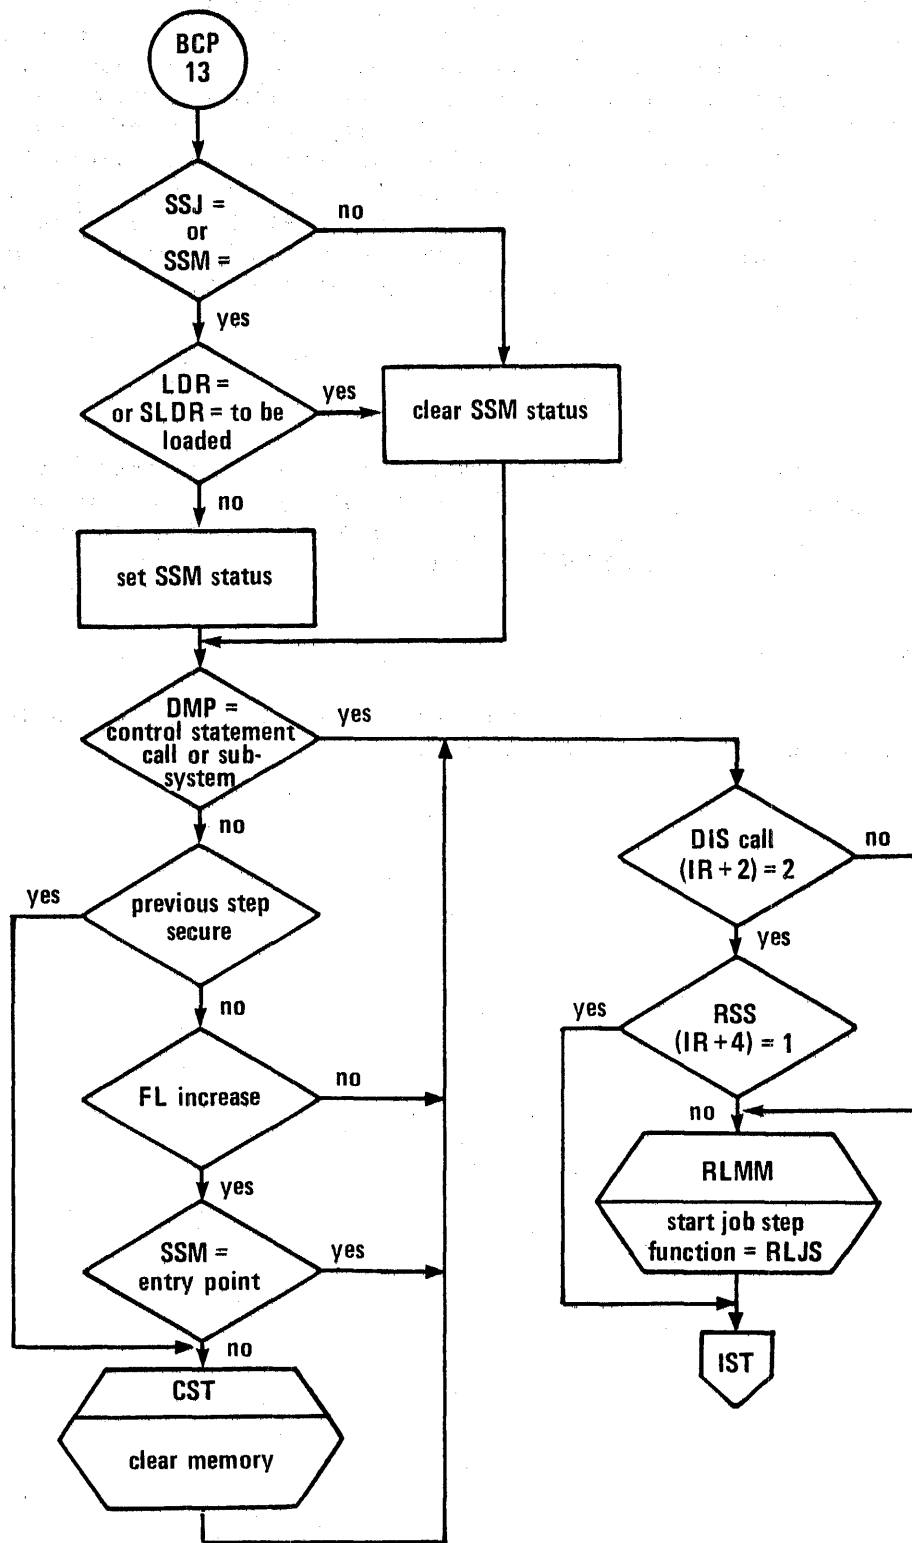 BCP
13
SSJ =
or
SSM =
no
yes
LDR =
or SLDR = to be
loaded
yes
clear SSM status
no
set SSM status
DMP =
control statement
call or sub-
system
yes
no
DIS call
(IR + 2) = 2
no
yes
previous step
secure
yes
no
RSS
(IR + 4) = 1
yes
no
FL increase
no
yes
RLMM
start job step
function = RLJS
SSM =
entry point
yes
no
IST
CST
clear memory